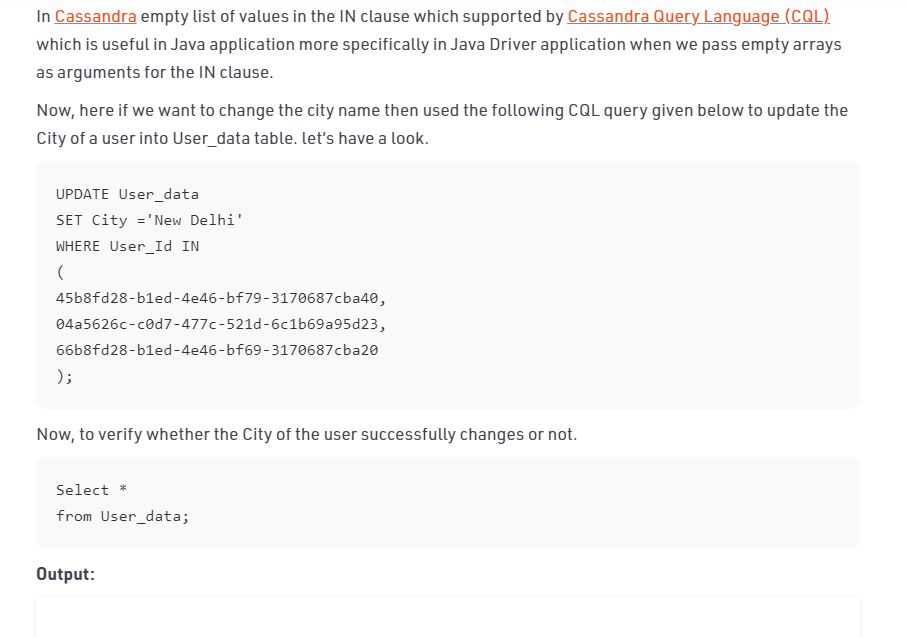 In Cassandra empty list of values in the IN clause which supported by Cassandra Query Language (CQL)
which is useful in Java application more specifically in Java Driver application when we pass empty arrays
as arguments for the IN clause.
Now, here if we want to change the city name then used the following CQL query given below to update the
City of a user into User_data table. let's have a look.
UPDATE User_data
SET City ='New Delhi'
WHERE User_Id IN
(
45b8fd28-b1ed-4e46-bf79-3170687cba40,
04a5626c-c0d7-477c-521d-6c1b69a95d23,
66b8fd28-b1ed-4e46-bf69-3170687cba20
);
Now, to verify whether the City of the user successfully changes or not.
Select *
from User_data;
Output: